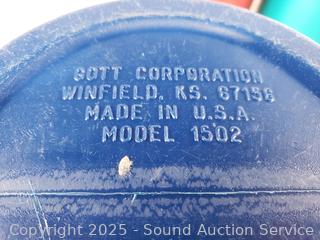 GOTT CORPORATION
WINFIELD, KS. 67156
MADE IN U.S.A.
MODEL 1502
Copyright 2025 - Sound Auction Service